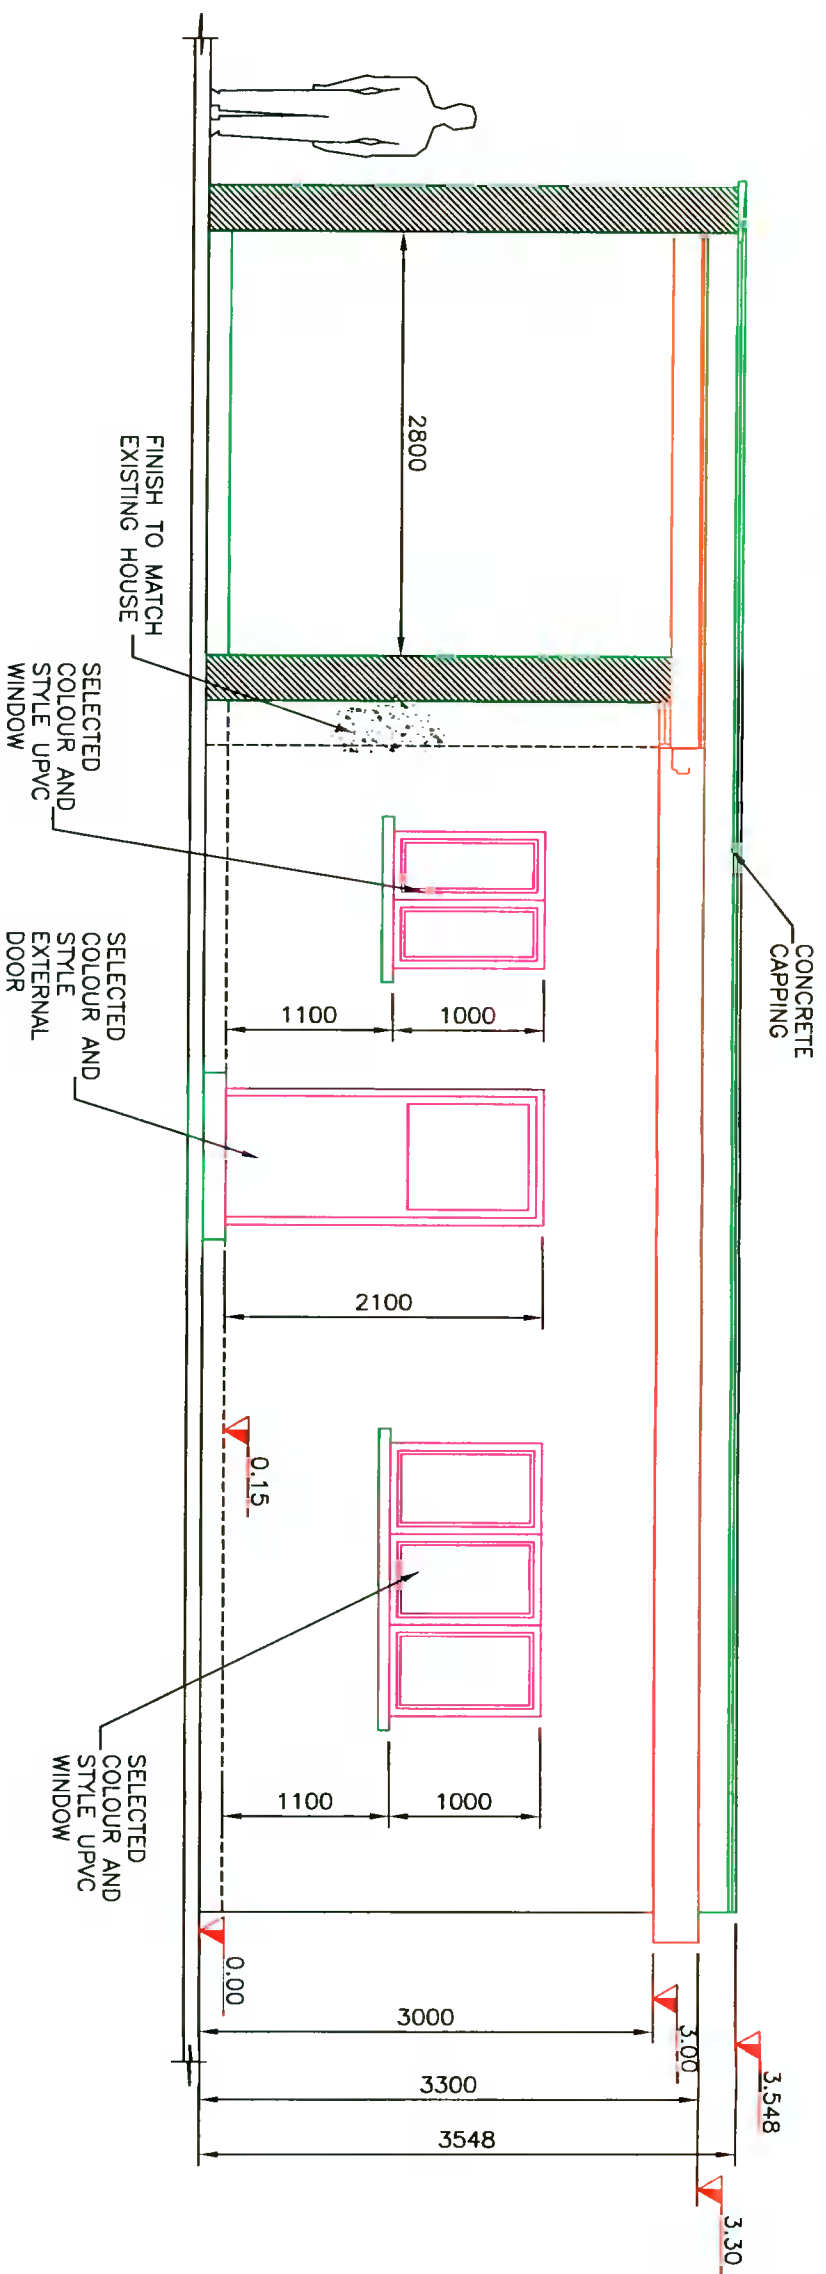 CONCRETE
CAPPING
2800
FINISH TO MATCH
EXISTING HOUSE
SELECTED
COLOUR AND
STYLE UPVC
WINDOW
1100
1000
SELECTED
COLOUR AND
STYLE
EXTERNAL
DOOR
2100
0.15
SELECTED
COLOUR AND
STYLE UPVC
WINDOW
1100
1000
0.00
3.00
3.548
3.30
3000
3300
3548